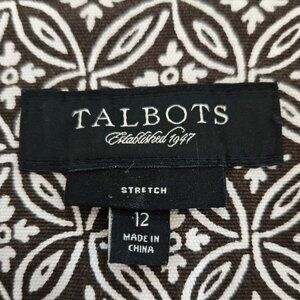 TALBOTS
Established 1947
STRETCH
12
MADE IN
CHINA